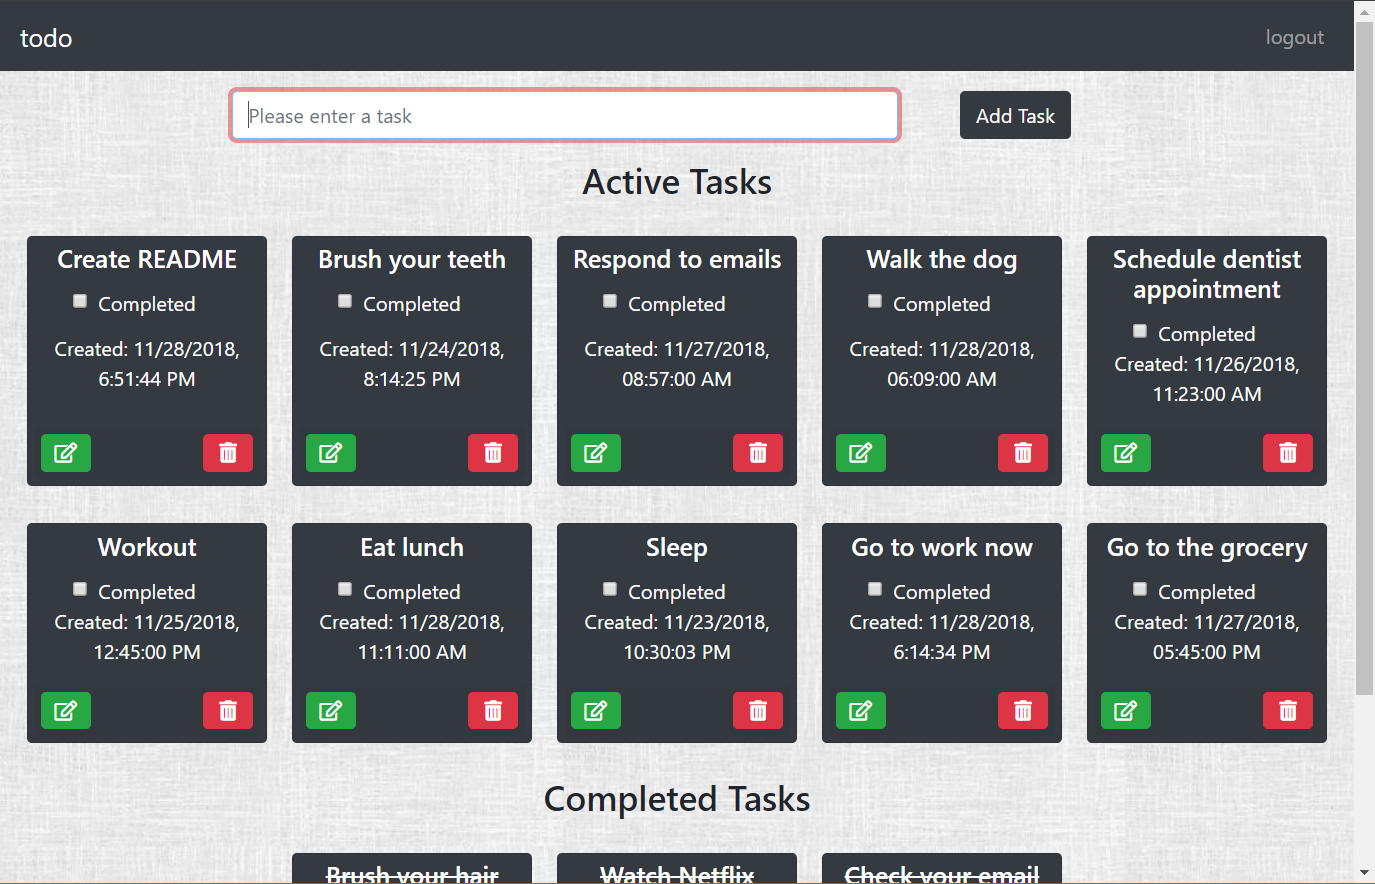 todo
logout
Please enter a task
Add Task
Active Tasks
Create README
Completed
Created: 11/28/2018,
6:51:44 PM
Brush your teeth
Completed
Created: 11/24/2018,
8:14:25 PM
Respond to emails
Completed
Created: 11/27/2018,
08:57:00 AM
Walk the dog
Completed
Created: 11/28/2018,
06:09:00 AM
Schedule dentist
appointment
Completed
Created: 11/26/2018,
11:23:00 AM
Workout
Completed
Created: 11/25/2018,
12:45:00 PM
Eat lunch
Completed
Created: 11/28/2018,
11:11:00 AM
Sleep
Completed
Created: 11/23/2018,
10:30:03 PM
Go to work now
Completed
Created: 11/28/2018,
6:14:34 PM
Go to the grocery
Completed
Created: 11/27/2018,
05:45:00 PM
Completed Tasks
Brush your hair
Watch Netflix
Check your email